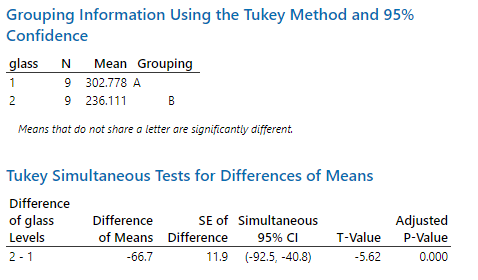 Grouping Information Using the Tukey Method and 95%
Confidence
glass N Mean Grouping
1 9 302.778 A
2 9 236.111 B
Means that do not share a letter are significantly different.
Tukey Simultaneous Tests for Differences of Means
Difference
of glass Difference SE of Simultaneous Adjusted
Levels of Means Difference 95% CI T-Value P-Value
2 - 1 -66.7 11.9 (-92.5, -40.8) -5.62 0.000